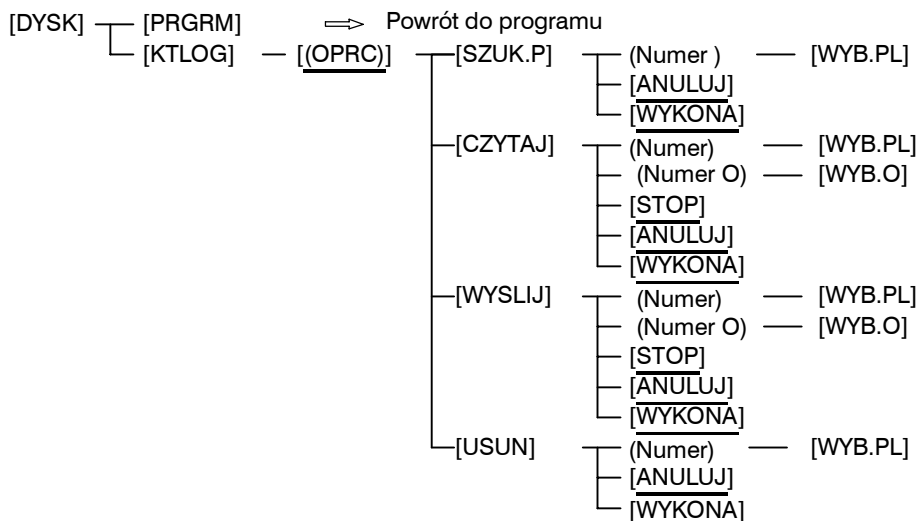 [DYSK] [PRGRM] Powrót do programu
[KTLOG] [(OPRC)] [SZUK.P] (Numer ) [WYB.PL]
[ANULUJ]
[WYKONA]
[CZYTAJ] (Numer) [WYB.PL]
(Numer O) [WYB.O]
[STOP]
[ANULUJ]
[WYKONA]
[WYSLIJ] (Numer) [WYB.PL]
(Numer O) [WYB.O]
[STOP]
[ANULUJ]
[WYKONA]
[USUN] (Numer) [WYB.PL]
[ANULUJ]
[WYKONA]